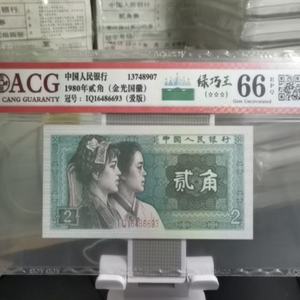 ACG
CANG GUARANTY
中国人民银行 13748907
1980年贰角（金光国徽）
冠号：IQ16486693（爱版）
绿巧王
66 EPQ
Gem Uncirculated
中国人民银行
贰角
IQ16486693
2
2